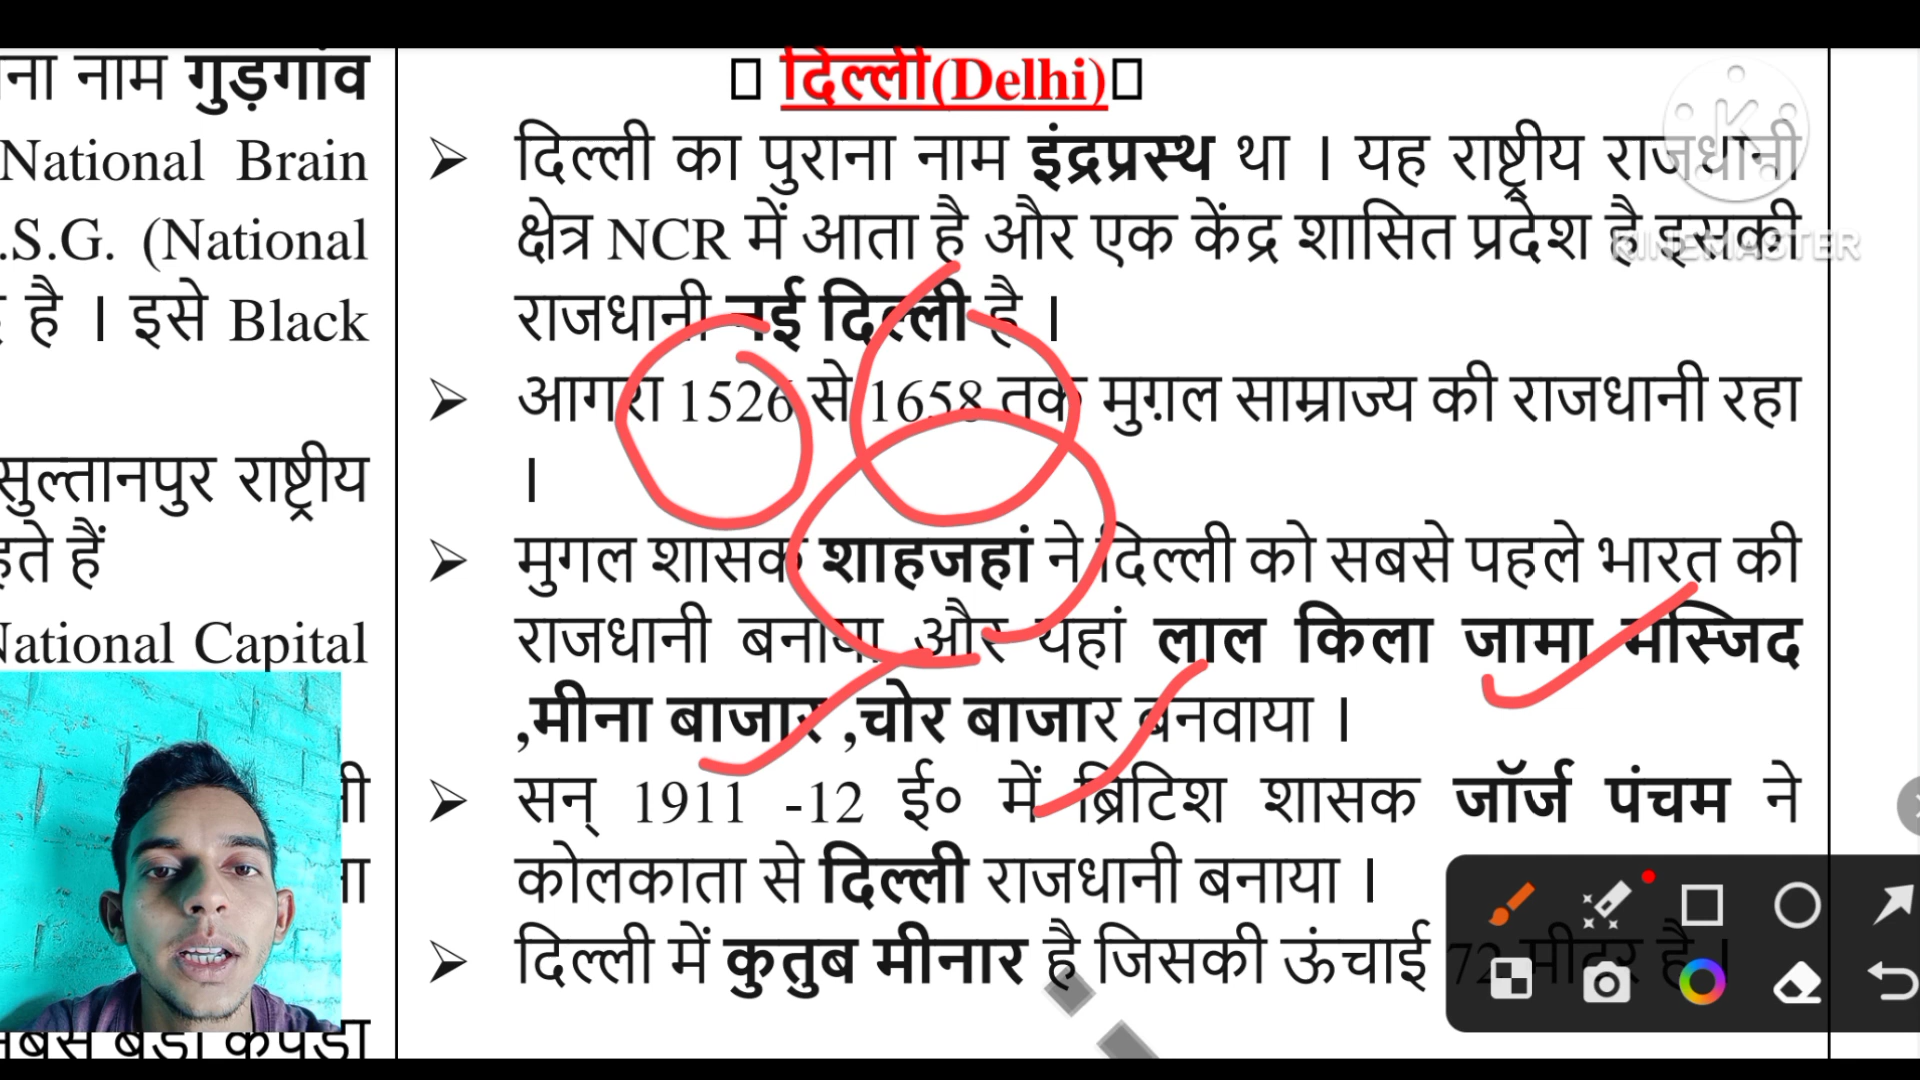 ना नाम गुड़गांव
National Brain
.S.G. (National
है । इसे Black
सुल्तानपुर राष्ट्रीय
हते हैं
National Capital
दिल्ली(Delhi)
➢ दिल्ली का पुराना नाम इंद्रप्रस्थ था । यह राष्ट्रीय राजधानी
क्षेत्र NCR में आता है और एक केंद्र शासित प्रदेश है इसकी
राजधानी नई दिल्ली है ।
➢ आगरा 1526 से 1658 तक मुग़ल साम्राज्य की राजधानी रहा
।
➢ मुगल शासक शाहजहां ने दिल्ली को सबसे पहले भारत की
राजधानी बनाया और यहां लाल किला जामा मस्जिद
,मीना बाजार ,चोर बाजार बनवाया ।
➢ सन् 1911 -12 ई० में ब्रिटिश शासक जॉर्ज पंचम ने
कोलकाता से दिल्ली राजधानी बनाया ।
➢ दिल्ली में कुतुब मीनार है जिसकी ऊंचाई 72 मीटर है ।
K
KINEMASTER